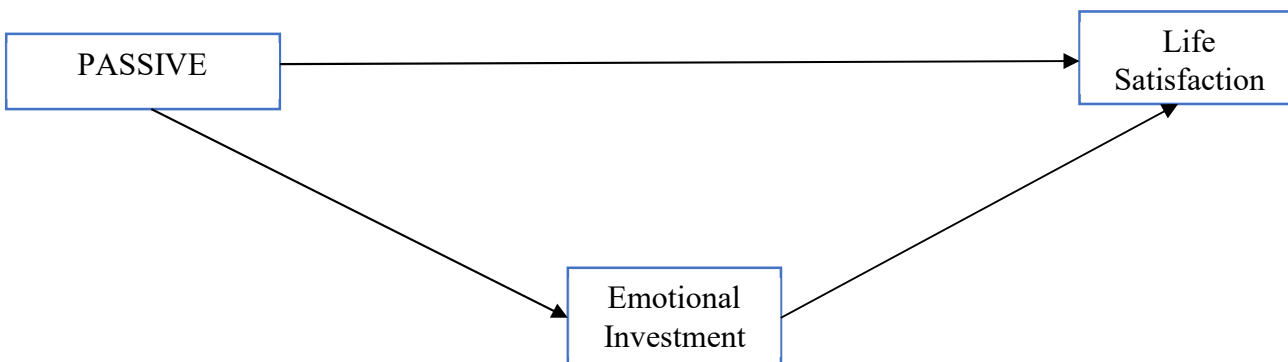 PASSIVE
Life
Satisfaction
Emotional
Investment